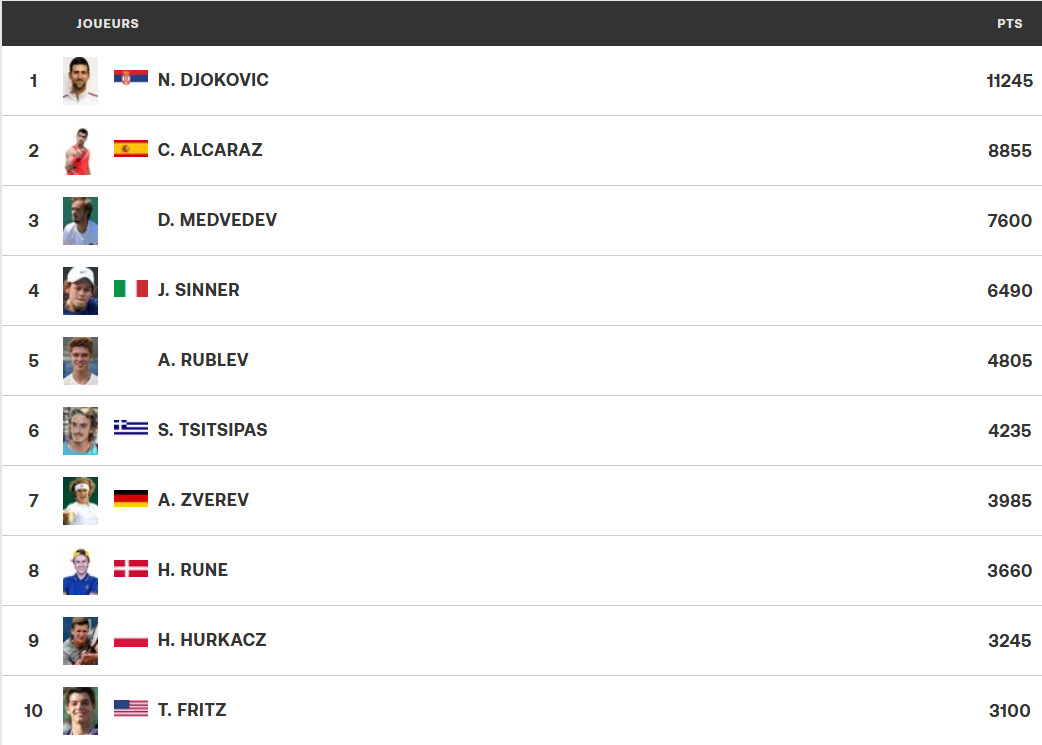 JOUEURS PTS
1 N. DJOKOVIC 11245
2 C. ALCARAZ 8855
3 D. MEDVEDEV 7600
4 J. SINNER 6490
5 A. RUBLEV 4805
6 S. TSITSIPAS 4235
7 A. ZVEREV 3985
8 H. RUNE 3660
9 H. HURKACZ 3245
10 T. FRITZ 3100